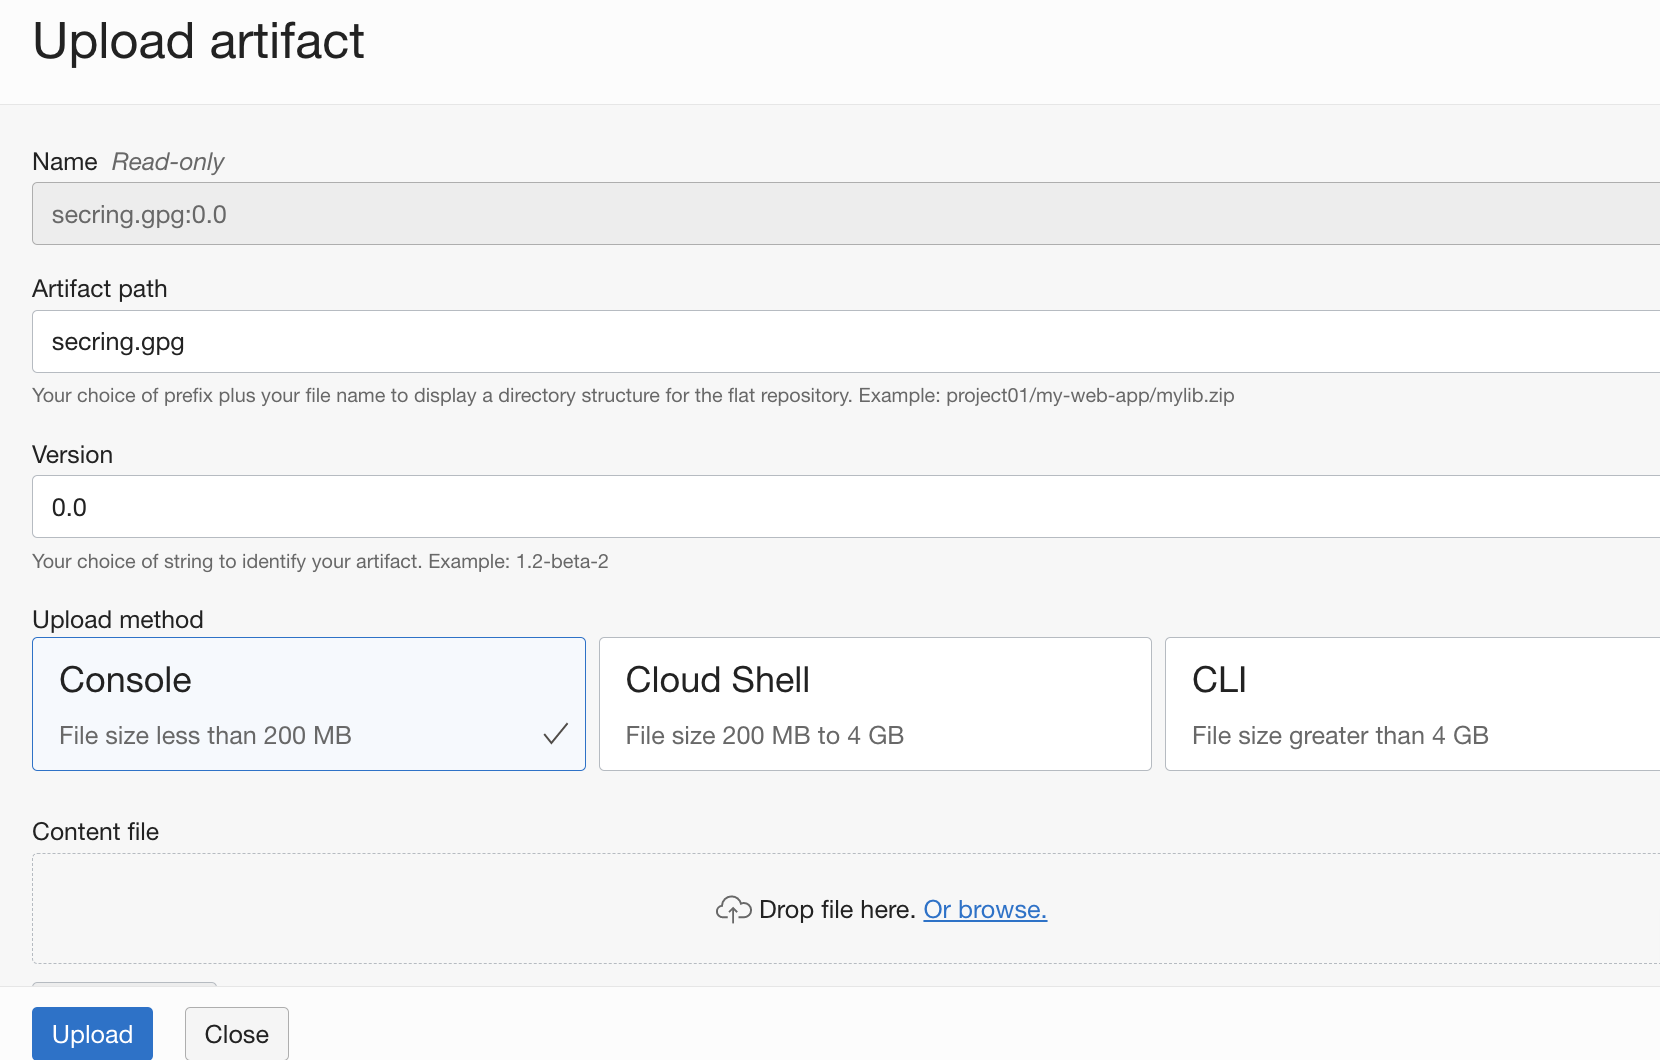 Upload artifact
Name Read-only
secring.gpg:0.0
Artifact path
secring.gpg
Your choice of prefix plus your file name to display a directory structure for the flat repository. Example: project01/my-web-app/mylib.zip
Version
0.0
Your choice of string to identify your artifact. Example: 1.2-beta-2
Upload method
Console
File size less than 200 MB
Cloud Shell
File size 200 MB to 4 GB
CLI
File size greater than 4 GB
Content file
Drop file here. Or browse.
Upload
Close